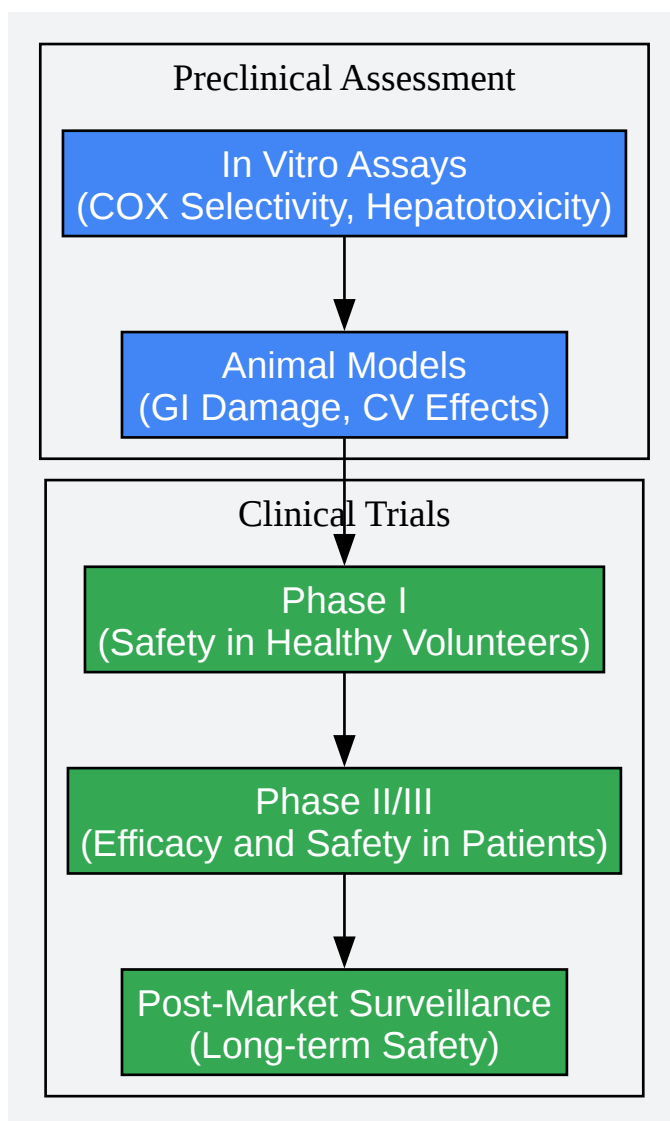 Preclinical Assessment
In Vitro Assays
(COX Selectivity, Hepatotoxicity)
Animal Models
(GI Damage, CV Effects)
Clinical Trials
Phase I
(Safety in Healthy Volunteers)
Phase II/III
(Efficacy and Safety in Patients)
Post-Market Surveillance
(Long-term Safety)